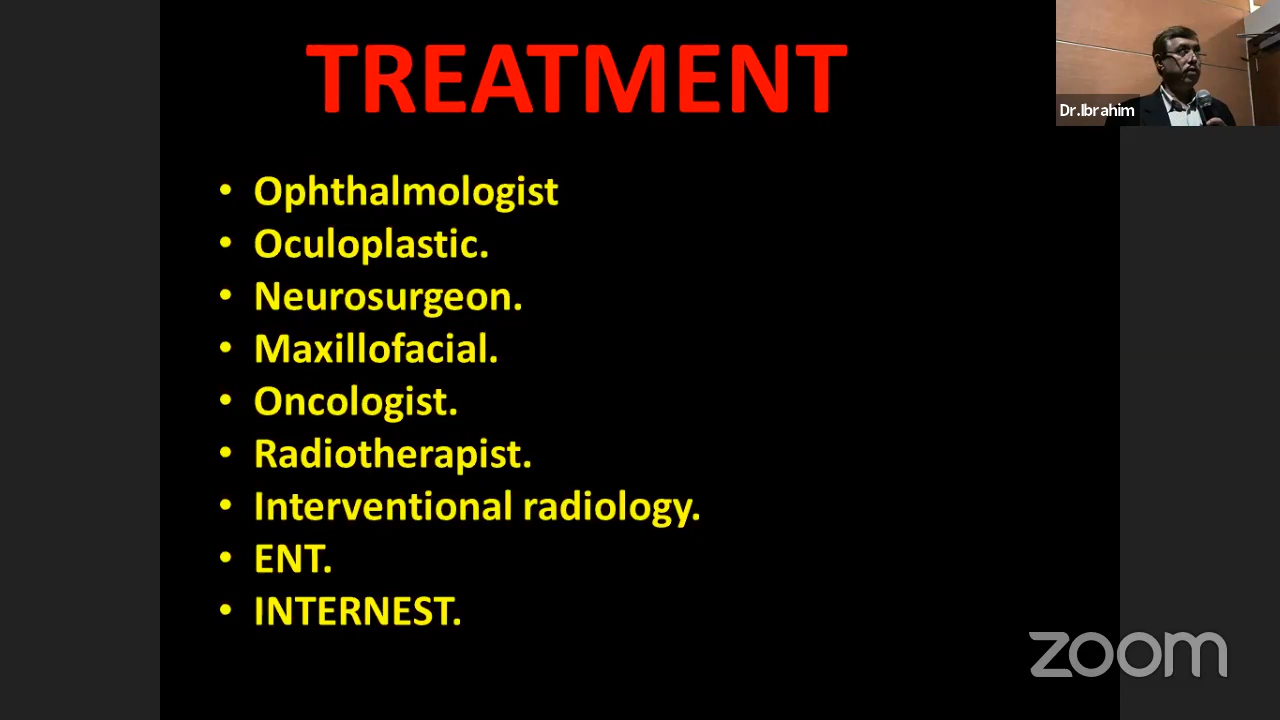 TREATMENT
Dr.Ibrahim
• Ophthalmologist
• Oculoplastic.
• Neurosurgeon.
• Maxillofacial.
• Oncologist.
• Radiotherapist.
• Interventional radiology.
• ENT.
• INTERNEST.
zoom